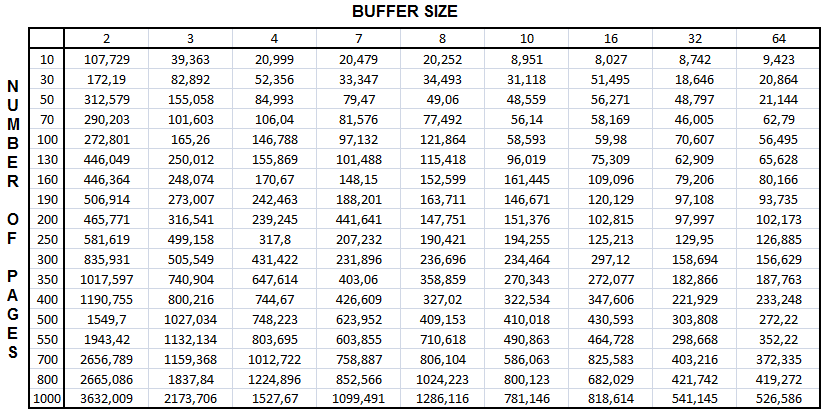 BUFFER SIZE
2 3 4 7 8 10 16 32 64
10 107,729 39,363 20,999 20,479 20,252 8,951 8,027 8,742 9,423
30 172,19 82,892 52,356 33,347 34,493 31,118 51,495 18,646 20,864
50 312,579 155,058 84,993 79,47 49,06 48,559 56,271 48,797 21,144
70 290,203 101,603 106,04 81,576 77,492 56,14 58,169 46,005 62,79
100 272,801 165,26 146,788 97,132 121,864 58,593 59,98 70,607 56,495
130 446,049 250,012 155,869 101,488 115,418 96,019 75,309 62,909 65,628
160 446,364 248,074 170,67 148,15 152,599 161,445 109,096 79,206 80,166
190 506,914 273,007 242,463 188,201 163,711 146,671 120,129 97,108 93,735
200 465,771 316,541 239,245 441,641 147,751 151,376 102,815 97,997 102,173
250 581,619 499,158 317,8 207,232 190,421 194,255 125,213 129,95 126,885
300 835,931 505,549 431,422 231,896 236,696 234,464 297,12 158,694 156,629
350 1017,597 740,904 647,614 403,06 358,859 270,343 272,077 182,866 187,763
400 1190,755 800,216 744,67 426,609 327,02 322,534 347,606 221,929 233,248
500 1549,7 1027,034 748,223 623,952 409,153 410,018 430,593 303,808 272,22
550 1943,42 1132,134 803,695 603,855 710,618 490,863 464,728 298,668 352,22
700 2656,789 1159,368 1012,722 758,887 806,104 586,063 825,583 403,216 372,335
800 2665,086 1837,84 1224,896 852,566 1024,223 800,123 682,029 421,742 419,272
1000 3632,009 2173,706 1527,67 1099,491 1286,116 781,146 818,614 541,145 526,586
NUMBER OF PAGES